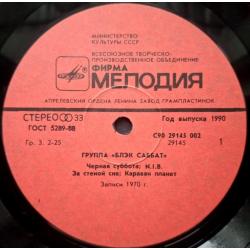 МИНИСТЕРСТВО
КУЛЬТУРЫ СССР
ВСЕСОЮЗНОЕ ТВОРЧЕСКО-
ПРОИЗВОДСТВЕННОЕ ОБЪЕДИНЕНИЕ
ФИРМА
МЕЛОДИЯ
АПРЕЛЕВСКИЙ ОРДЕНА ЛЕНИНА ЗАВОД ГРАМПЛАСТИНОК
СТЕРЕО 33
Год выпуска 1990
ГОСТ 5289-88
С90 29145 002
Гр. 3. 2-25
29145
1
ГРУППА «БЛЭК САББАТ»
Черная суббота; N.I.B.
За стеной сна; Караван планет
Записи 1970 г.